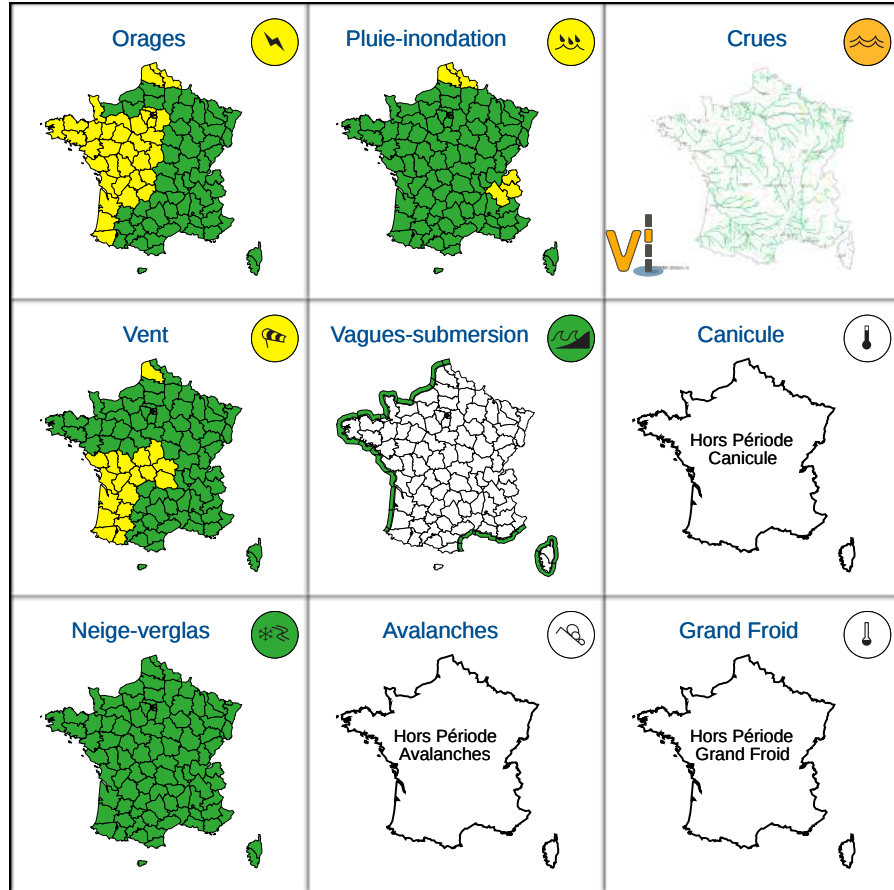 Orages
Pluie-inondation
Crues
Vi
Vent
Vagues-submersion
Canicule
Hors Période
Canicule
Neige-verglas
Avalanches
Grand Froid
Hors Période
Avalanches
Hors Période
Grand Froid